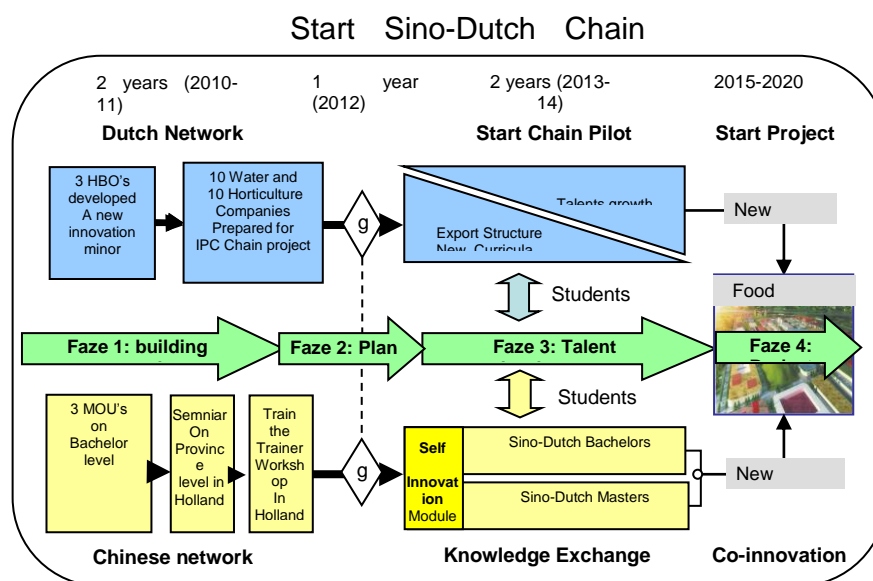 Start Sino-Dutch Chain
2 years (2010-
11)
1 year
(2012)
2 years (2013-
14)
2015-2020
Dutch Network
Start Chain Pilot
Start Project
3 HBO's
developed
A new
innovation
minor
10 Water and
10 Horticulture
Companies
Prepared for
IPC Chain project
g
Talents growth
Export Structure
New Curricula
New
Students
Food
Faze 1: building
Faze 2: Plan
Faze 3: Talent
Faze 4:
Students
3 MOU's
on
Bachelor
level
Semniar
On
Provinc
e
level in
Holland
Train
the
Trainer
Worksh
op
In
Holland
g
Self
Innovat
ion
Module
Sino-Dutch Bachelors
Sino-Dutch Masters
New
Chinese network
Knowledge Exchange
Co-innovation